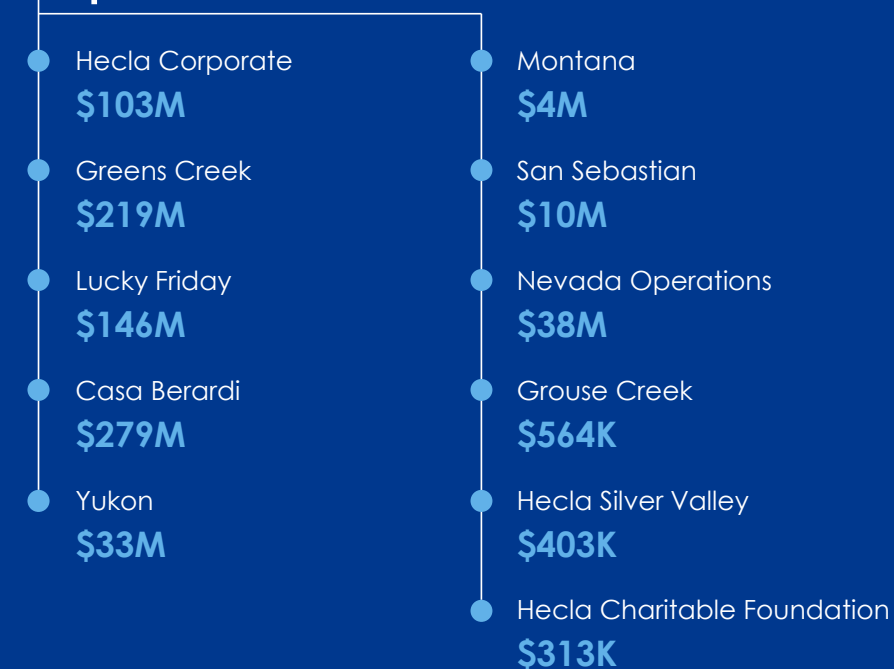 Hecla Corporate
$103M
Greens Creek
$219M
Lucky Friday
$146M
Casa Berardi
$279M
Yukon
$33M
Montana
$4M
San Sebastian
$10M
Nevada Operations
$38M
Grouse Creek
$564K
Hecla Silver Valley
$403K
Hecla Charitable Foundation
$313K